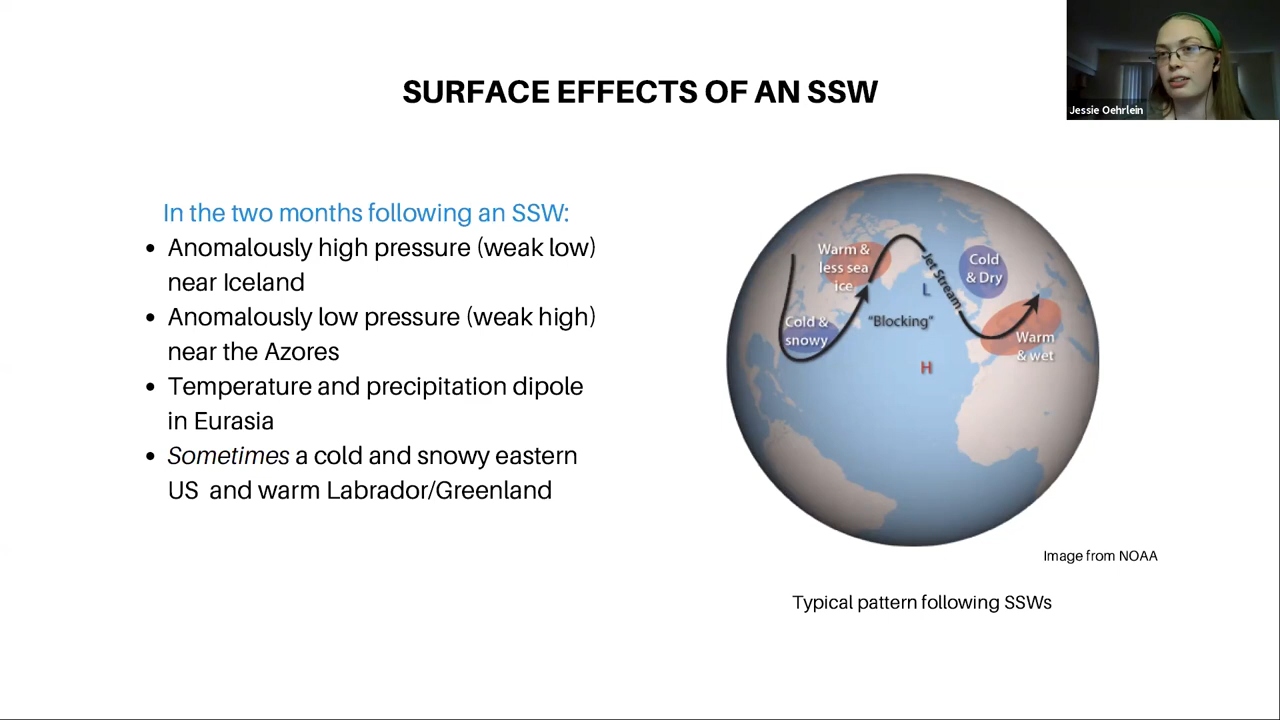 Jessie Oehrlein
SURFACE EFFECTS OF AN SSW
In the two months following an SSW:
• Anomalously high pressure (weak low)
near Iceland
• Anomalously low pressure (weak high)
near the Azores
• Temperature and precipitation dipole
in Eurasia
• Sometimes a cold and snowy eastern
US and warm Labrador/Greenland
Warm &
less sea
ice
Cold
& Dry
Jet Stream
L
"Blocking"
Cold &
snowy
Warm
& wet
H
Image from NOAA
Typical pattern following SSWs